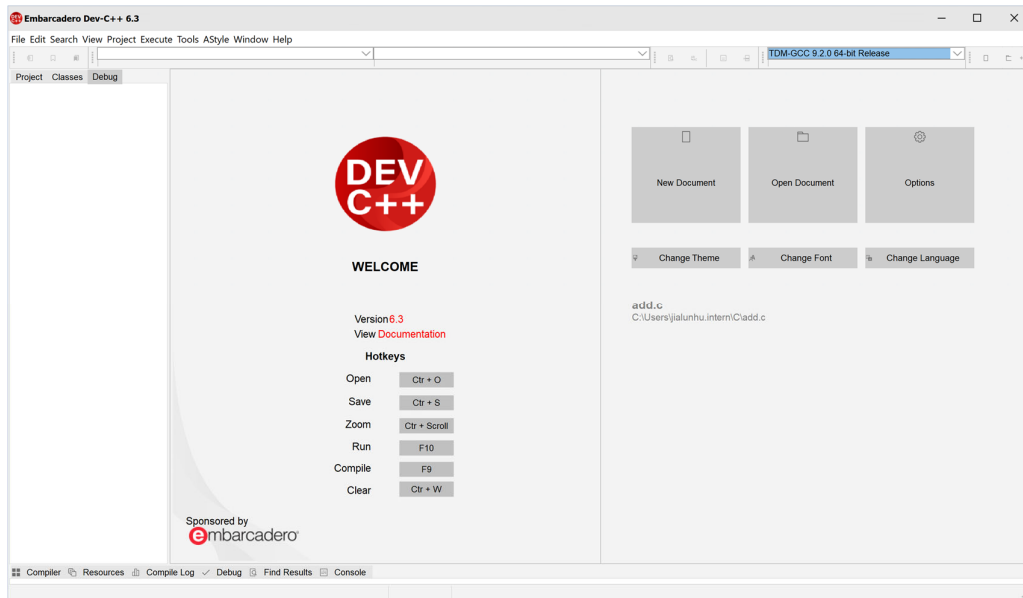 Embarcadero Dev-C++ 6.3
File Edit Search View Project Execute Tools AStyle Window Help
TDM-GCC 9.2.0 64-bit Release
Project Classes Debug
DEV
C++
WELCOME
Version 6.3
View Documentation
Hotkeys
Open Ctr + O
Save Ctr + S
Zoom Ctr + Scroll
Run F10
Compile F9
Clear Ctr + W
Sponsored by
embarcadero
New Document
Open Document
Options
Change Theme
Change Font
Change Language
add.c
C:\Users\jialunhu.intern\C\add.c
Compiler Resources Compile Log Debug Find Results Console